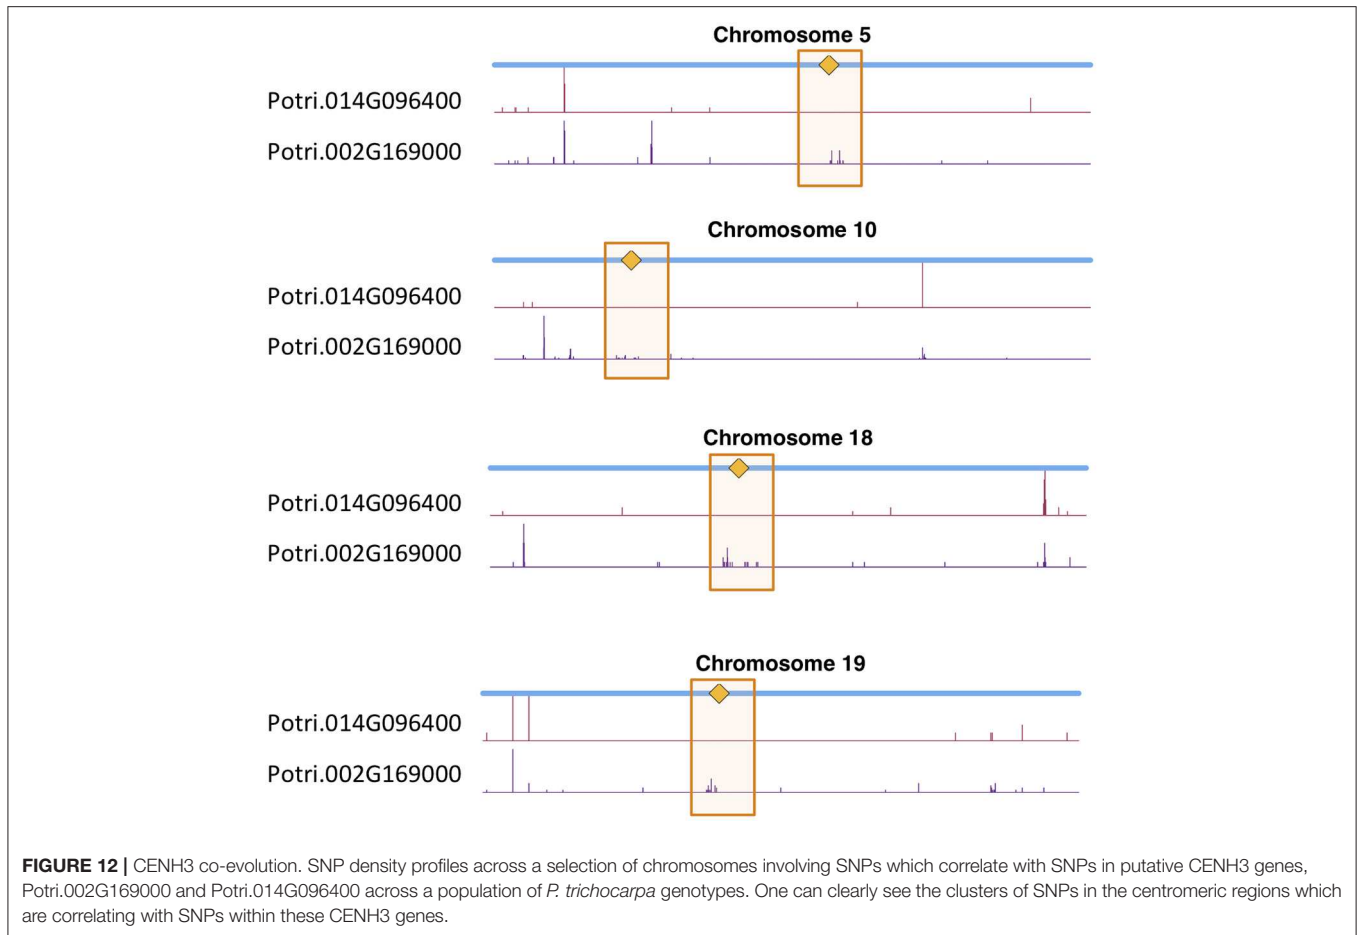 Chromosome 5
Potri.014G096400
Potri.002G169000
Chromosome 10
Potri.014G096400
Potri.002G169000
Chromosome 18
Potri.014G096400
Potri.002G169000
Chromosome 19
Potri.014G096400
Potri.002G169000
FIGURE 12 | CENH3 co-evolution. SNP density profiles across a selection of chromosomes involving SNPs which correlate with SNPs in putative CENH3 genes,
Potri.002G169000 and Potri.014G096400 across a population of P. trichocarpa genotypes. One can clearly see the clusters of SNPs in the centromeric regions which
are correlating with SNPs within these CENH3 genes.